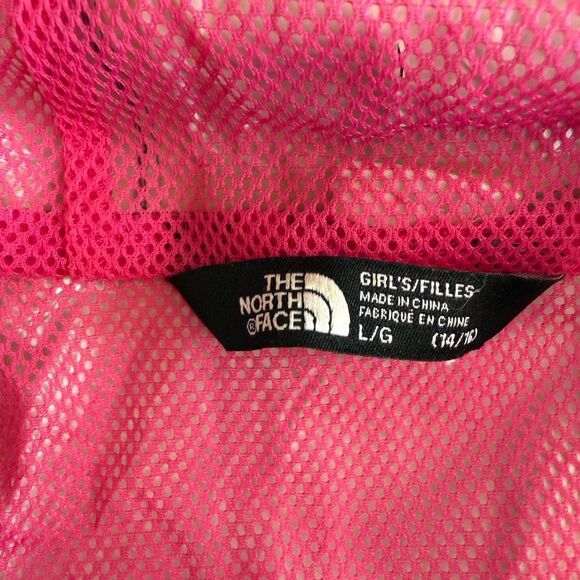 THE
NORTH
®FACE
GIRL'S/FILLES
MADE IN CHINA
FABRIQUÉ EN CHINE
L/G (14/16)